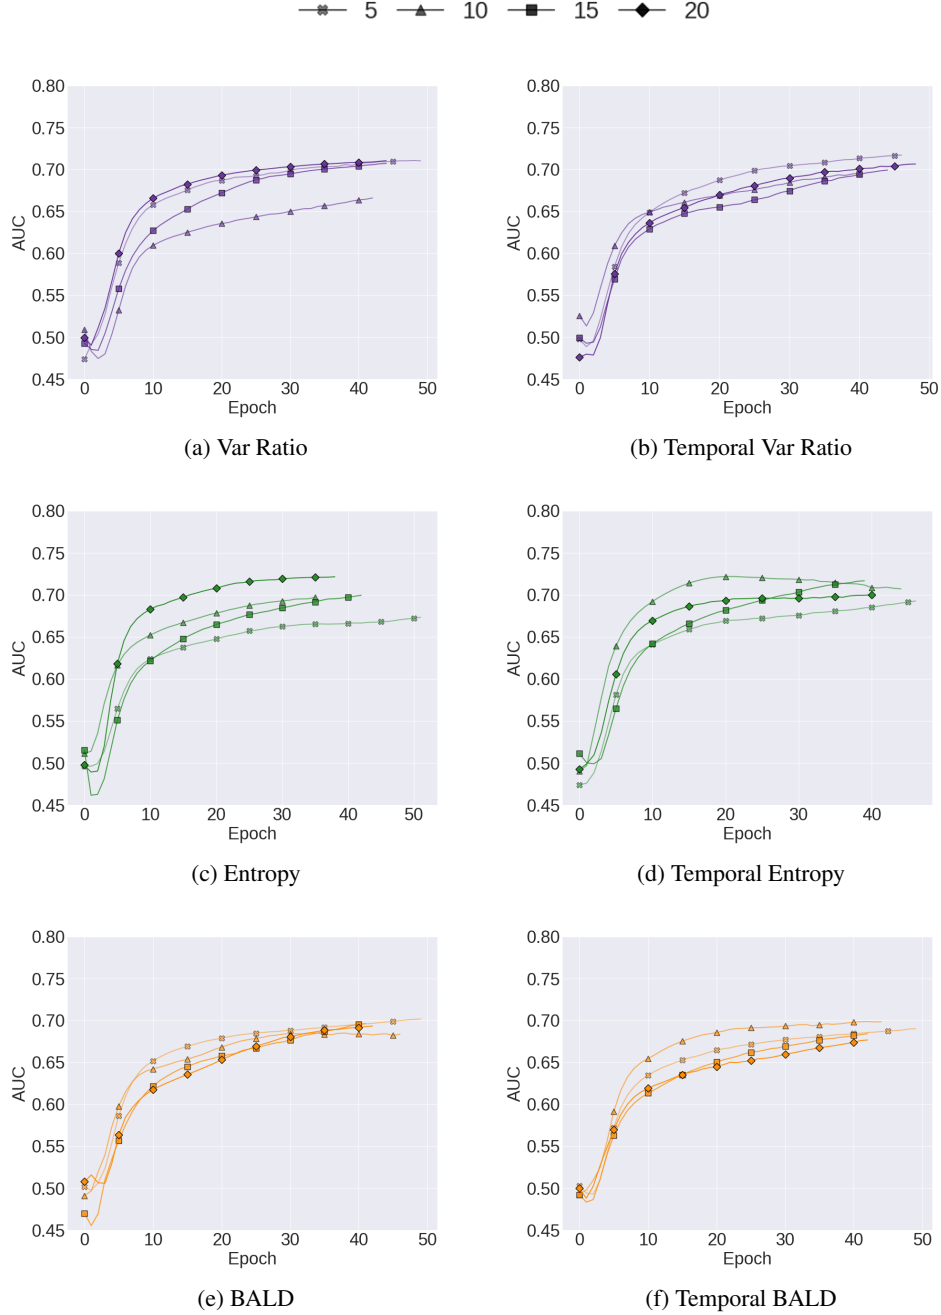 5 10 15 20
0.80 0.80
0.75 0.75
0.70 0.70
0.65 0.65
0.60 0.60
0.55 0.55
0.50 0.50
0.45 0.45
AUC AUC
0 10 20 30 40 50 0 10 20 30 40 50
Epoch Epoch
(a) Var Ratio (b) Temporal Var Ratio
0.80 0.80
0.75 0.75
0.70 0.70
0.65 0.65
0.60 0.60
0.55 0.55
0.50 0.50
0.45 0.45
AUC AUC
0 10 20 30 40 50 0 10 20 30 40
Epoch Epoch
(c) Entropy (d) Temporal Entropy
0.80 0.80
0.75 0.75
0.70 0.70
0.65 0.65
0.60 0.60
0.55 0.55
0.50 0.50
0.45 0.45
AUC AUC
0 10 20 30 40 50 0 10 20 30 40 50
Epoch Epoch
(e) BALD (f) Temporal BALD